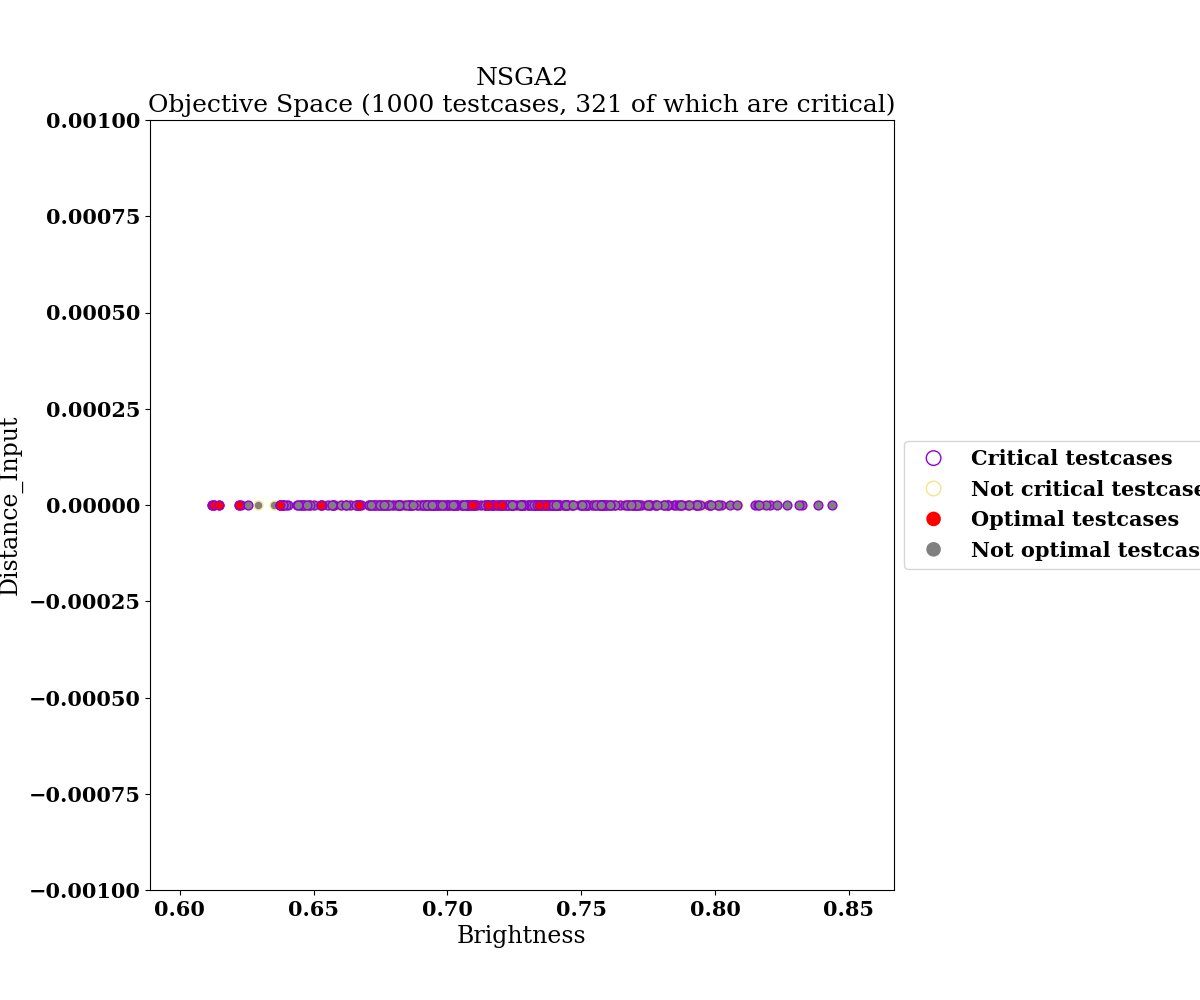 NSGA2
Objective Space (1000 testcases, 321 of which are critical)
0.00100
0.00075
0.00050
0.00025
0.00000
−0.00025
−0.00050
−0.00075
−0.00100
Distance_Input
0.60 0.65 0.70 0.75 0.80 0.85
Brightness
Critical testcases
Not critical testcase
Optimal testcases
Not optimal testcas